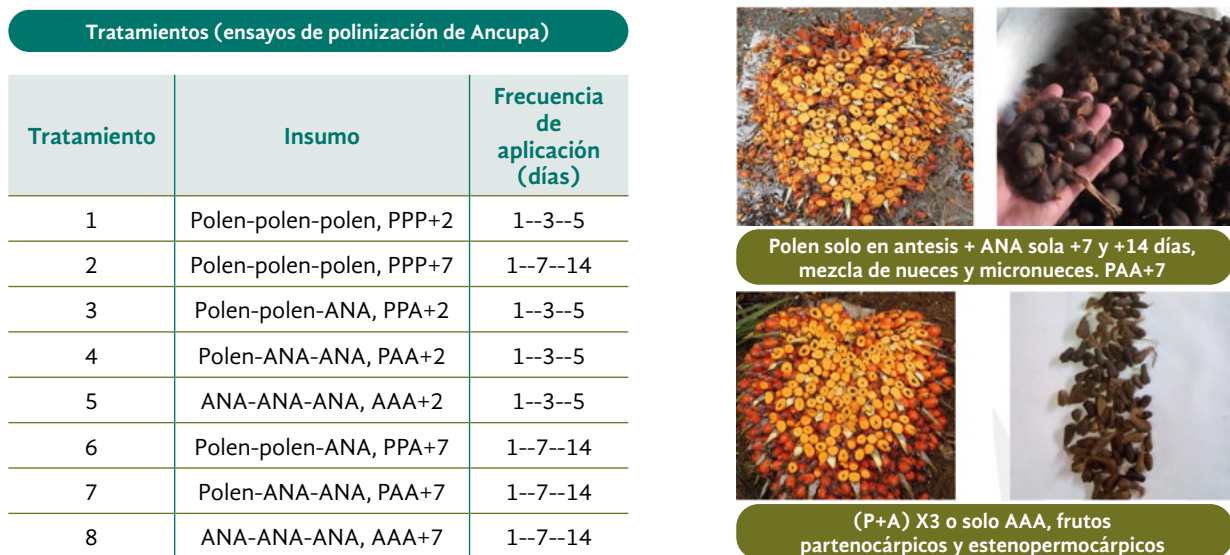 Tratamientos (ensayos de polinización de Ancupa)
Tratamiento
Insumo
Frecuencia
de
aplicación
(días)
1
Polen-polen-polen, PPP+2
1--3--5
2
Polen-polen-polen, PPP+7
1--7--14
3
Polen-polen-ANA, PPA+2
1--3--5
4
Polen-ANA-ANA, PAA+2
1--3--5
5
ANA-ANA-ANA, AAA+2
1--3--5
6
Polen-polen-ANA, PPA+7
1--7--14
7
Polen-ANA-ANA, PAA+7
1--7--14
8
ANA-ANA-ANA, AAA+7
1--7--14
Polen solo en antesis + ANA sola +7 y +14 días,
mezcla de nueces y micronueces. PAA+7
(P+A) X3 o solo AAA, frutos
partenocárpicos y estenopermocárpicos